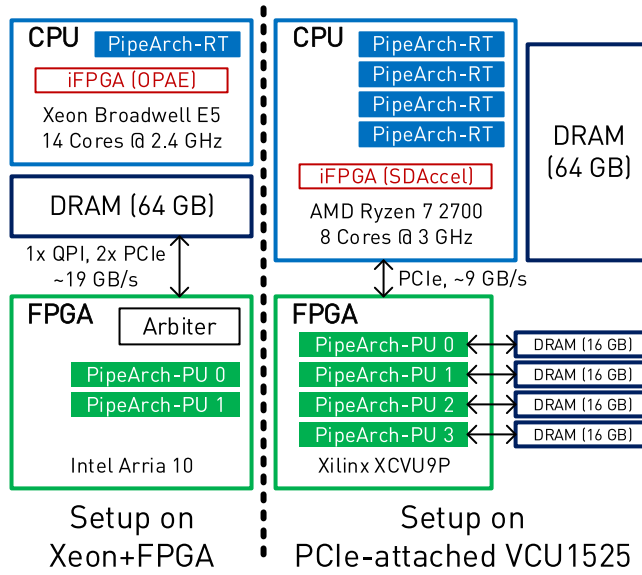 CPU
PipeArch-RT
iFPGA (OPAE)
Xeon Broadwell E5
14 Cores @ 2.4 GHz
DRAM (64 GB)
1x QPI, 2x PCIe
~19 GB/s
FPGA
Arbiter
PipeArch-PU 0
PipeArch-PU 1
Intel Arria 10
Setup on
Xeon+FPGA
CPU
PipeArch-RT
PipeArch-RT
PipeArch-RT
PipeArch-RT
iFPGA (SDAccel)
AMD Ryzen 7 2700
8 Cores @ 3 GHz
DRAM
(64 GB)
PCIe, ~9 GB/s
FPGA
PipeArch-PU 0
PipeArch-PU 1
PipeArch-PU 2
PipeArch-PU 3
DRAM (16 GB)
DRAM (16 GB)
DRAM (16 GB)
DRAM (16 GB)
Xilinx XCVU9P
Setup on
PCIe-attached VCU1525